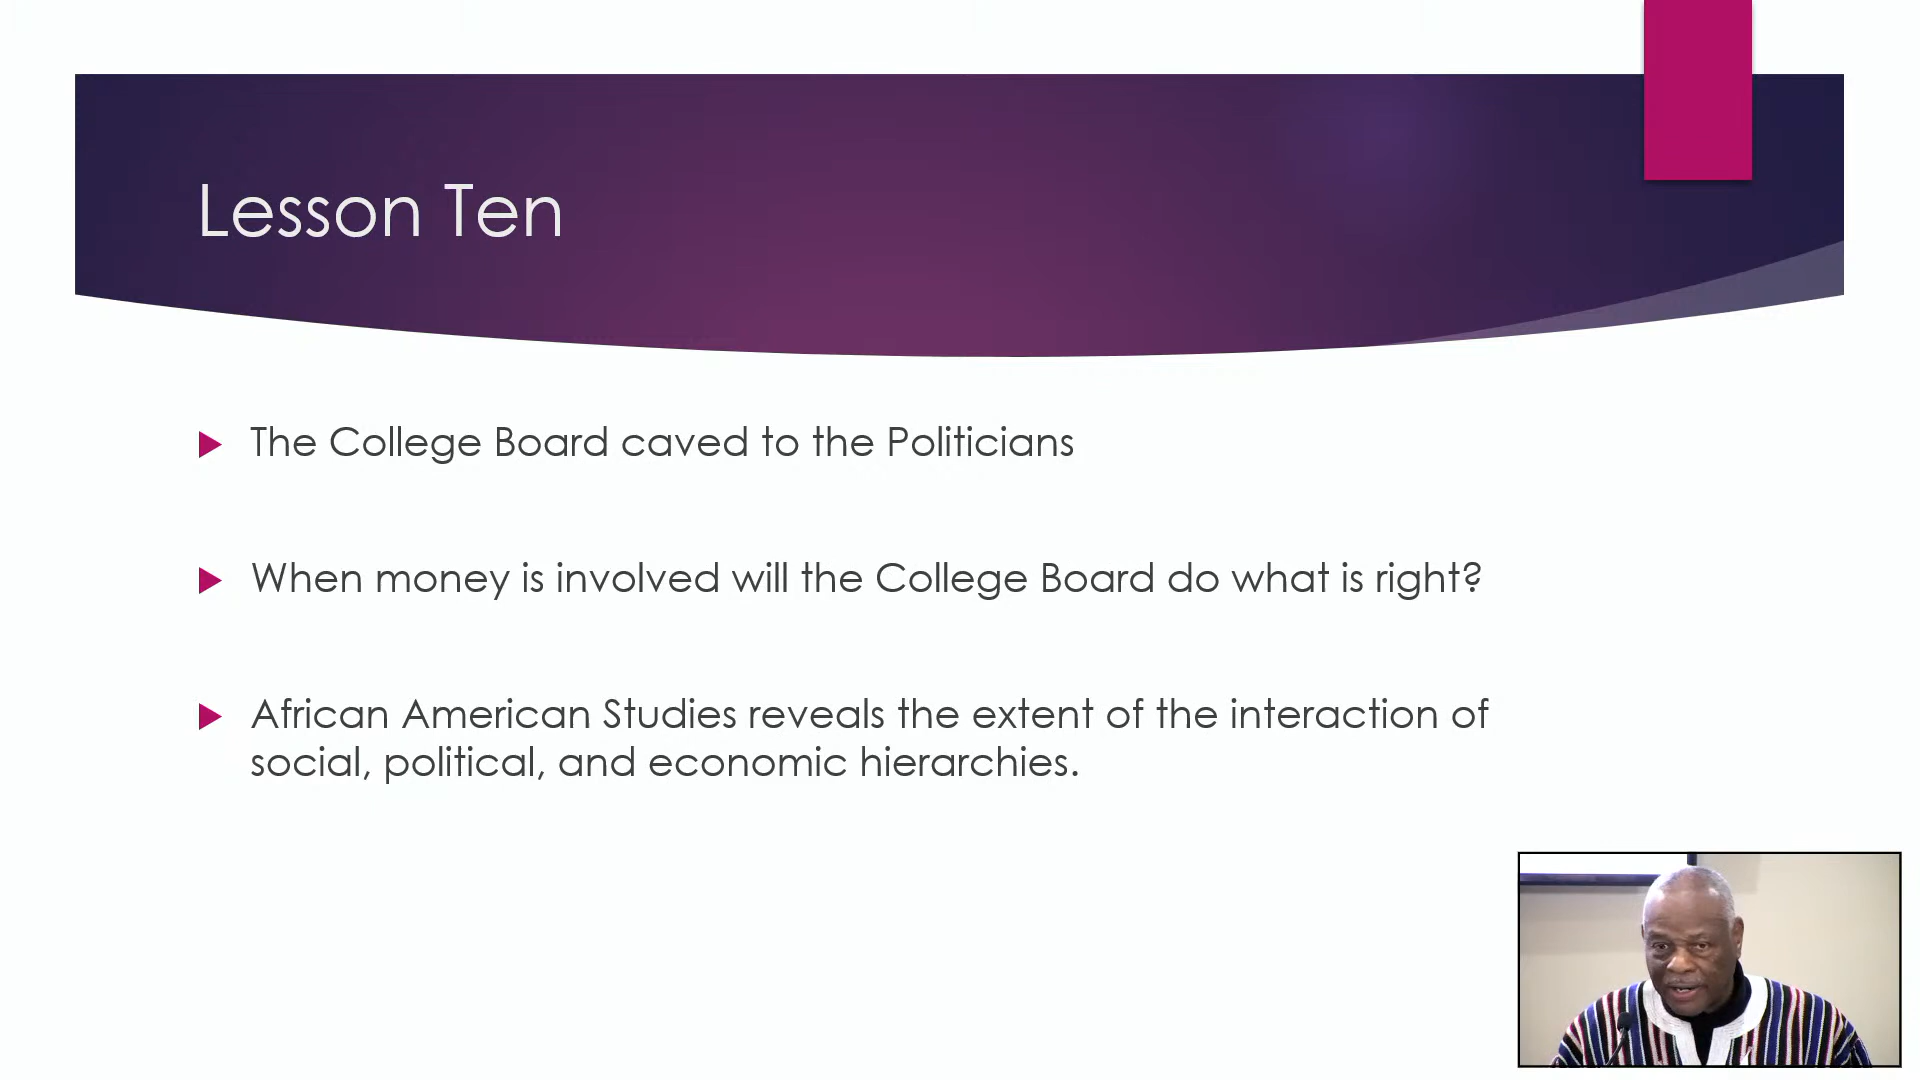 Lesson Ten
The College Board caved to the Politicians
When money is involved will the College Board do what is right?
African American Studies reveals the extent of the interaction of
social, political, and economic hierarchies.